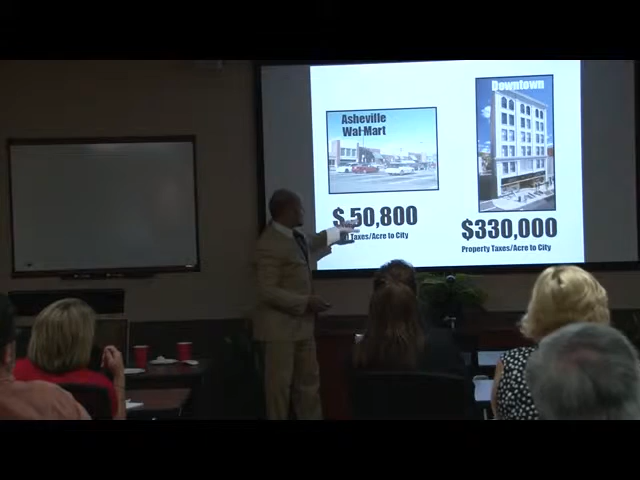 Asheville
Wal-Mart
$ 50,800
Taxes/Acre to City
Downtown
$330,000
Property Taxes/Acre to City